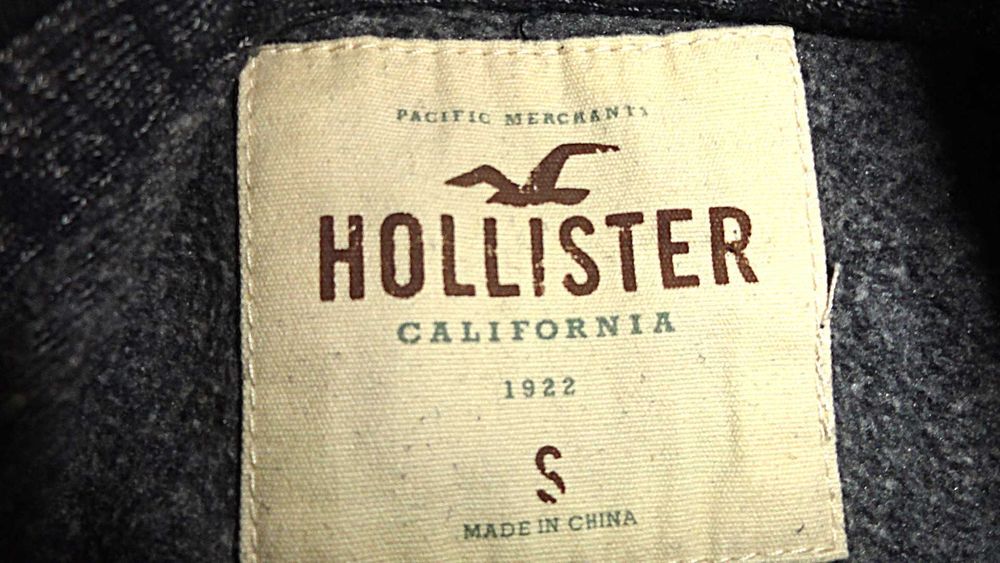 PACIFIC MERCHANTS
HOLLISTER
CALIFORNIA
1922
S
MADE IN CHINA